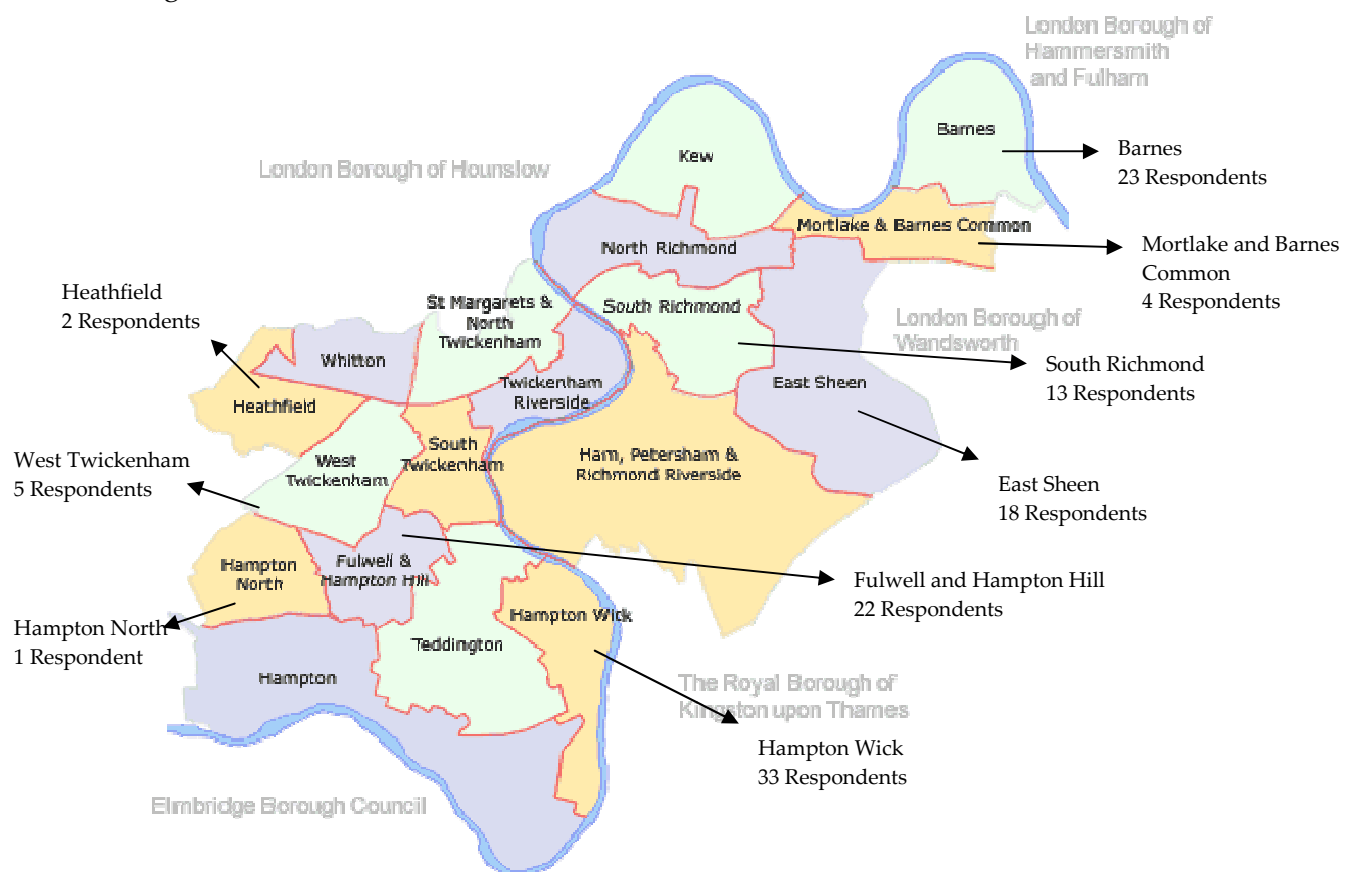 London Borough of
Hammersmith
and Fulham
Barnes
Kew
Barnes
23 Respondents
London Borough of Hounslow
Mortlake & Barnes Common
North Richmond
Mortlake and Barnes
Common
4 Respondents
Heathfield
2 Respondents
St Margarets &
North
Twickenham
South Richmond
London Borough of
Wandsworth
Whitton
South Richmond
13 Respondents
Twickenham
Riverside
East Sheen
Heathfield
West Twickenham
5 Respondents
West
Twickenham
South
Twickenham
Ham, Petersham &
Richmond Riverside
East Sheen
18 Respondents
Hampton
North
Fulwell &
Hampton Hill
Fulwell and Hampton Hill
22 Respondents
Hampton North
1 Respondent
Hampton Wick
Teddington
Hampton
The Royal Borough of
Kingston upon Thames
Hampton Wick
33 Respondents
Elmbridge Borough Council